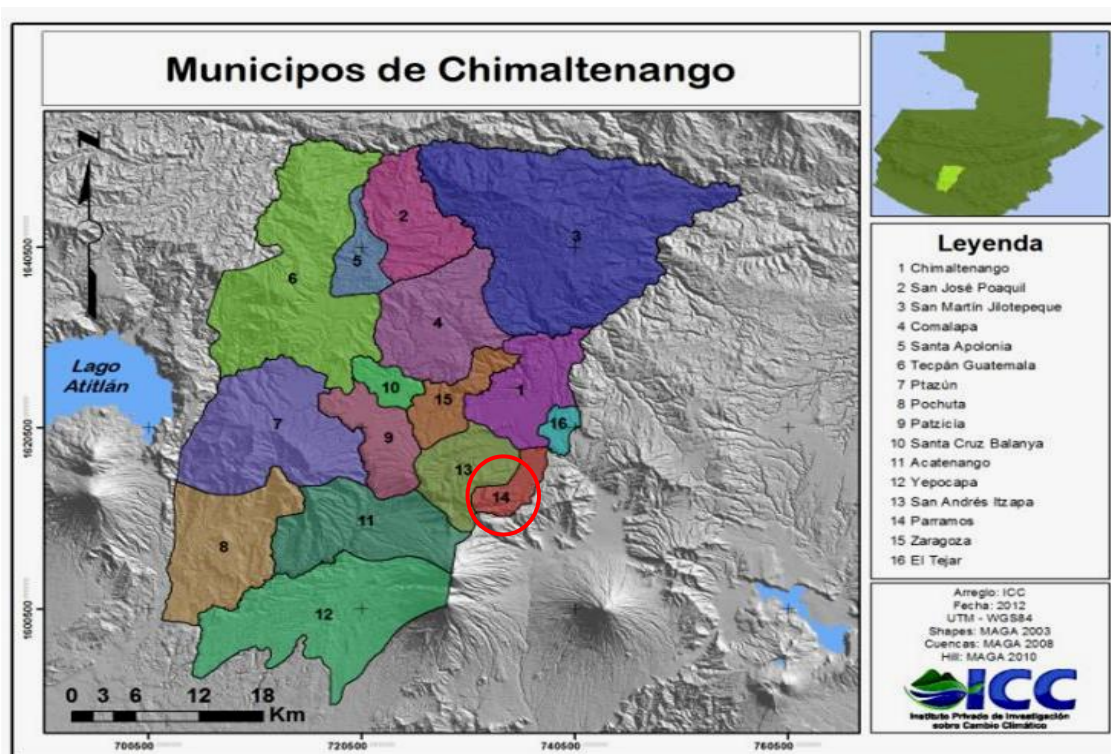 Municipos de Chimaltenango
N
1640500
1620500
1600500
Lago
Atitlán
1
2
3
4
5
6
7
8
9
10
11
12
13
14
15
16
0 3 6 12 18
Km
700500 720500 740500 760500
Leyenda
1 Chimaltenango
2 San José Poaquil
3 San Martín Jilotepeque
4 Comalapa
5 Santa Apolonia
6 Tecpán Guatemala
7 Ptazún
8 Pochuta
9 Patzicía
10 Santa Cruz Balanya
11 Acatenango
12 Yepocapa
13 San Andrés Itzapa
14 Parramos
15 Zaragoza
16 El Tejar
Arreglo: ICC
Fecha: 2012
UTM - WGS84
Shapes: MAGA 2003
Cuencas: MAGA 2008
Hill: MAGA 2010
ICC
Instituto Privado de Investigación
sobre Cambio Climático